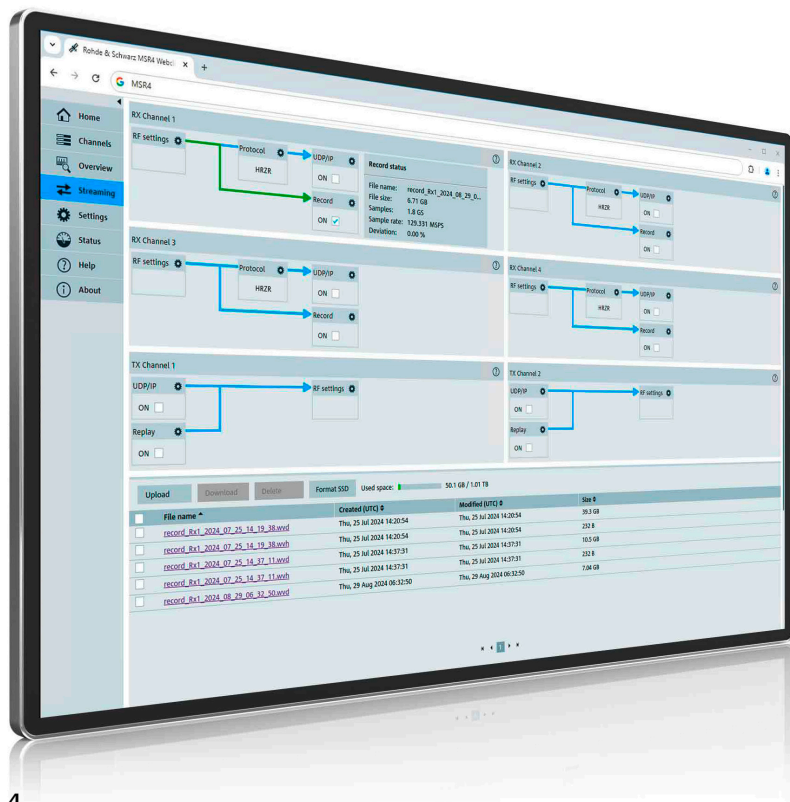 Rohde & Schwarz MSR4 Webcl
MSR4
Home
Channels
Overview
Streaming
Settings
Status
Help
About
RX Channel 1
RF settings
Protocol
HRZR
UDP/IP
ON
Record
ON
Record status
File name: record_Rx1_2024_08_29_0...
File size: 6.71 GB
Samples: 1.8 GS
Sample rate: 129.331 MSPS
Deviation: 0.00 %
RX Channel 2
RF settings
Protocol
HRZR
UDP/IP
ON
Record
ON
RX Channel 3
RF settings
Protocol
HRZR
UDP/IP
ON
Record
ON
RX Channel 4
RF settings
Protocol
HRZR
UDP/IP
ON
Record
ON
TX Channel 1
UDP/IP
ON
RF settings
Replay
ON
TX Channel 2
UDP/IP
ON
RF settings
Replay
ON
Upload Download Delete Format SSD Used space: 50.1 GB / 1.01 TB
File name Created (UTC) Modified (UTC) Size
record_Rx1_2024_07_25_14_19_38.wvd Thu, 25 Jul 2024 14:20:54 Thu, 25 Jul 2024 14:20:54 39.3 GB
record_Rx1_2024_07_25_14_19_38.wvh Thu, 25 Jul 2024 14:20:54 Thu, 25 Jul 2024 14:20:54 232 B
record_Rx1_2024_07_25_14_37_11.wvd Thu, 25 Jul 2024 14:37:31 Thu, 25 Jul 2024 14:37:31 10.5 GB
record_Rx1_2024_07_25_14_37_11.wvh Thu, 25 Jul 2024 14:37:31 Thu, 25 Jul 2024 14:37:31 232 B
record_Rx1_2024_08_29_06_32_50.wvd Thu, 29 Aug 2024 06:32:50 Thu, 29 Aug 2024 06:32:50 7.04 GB
1